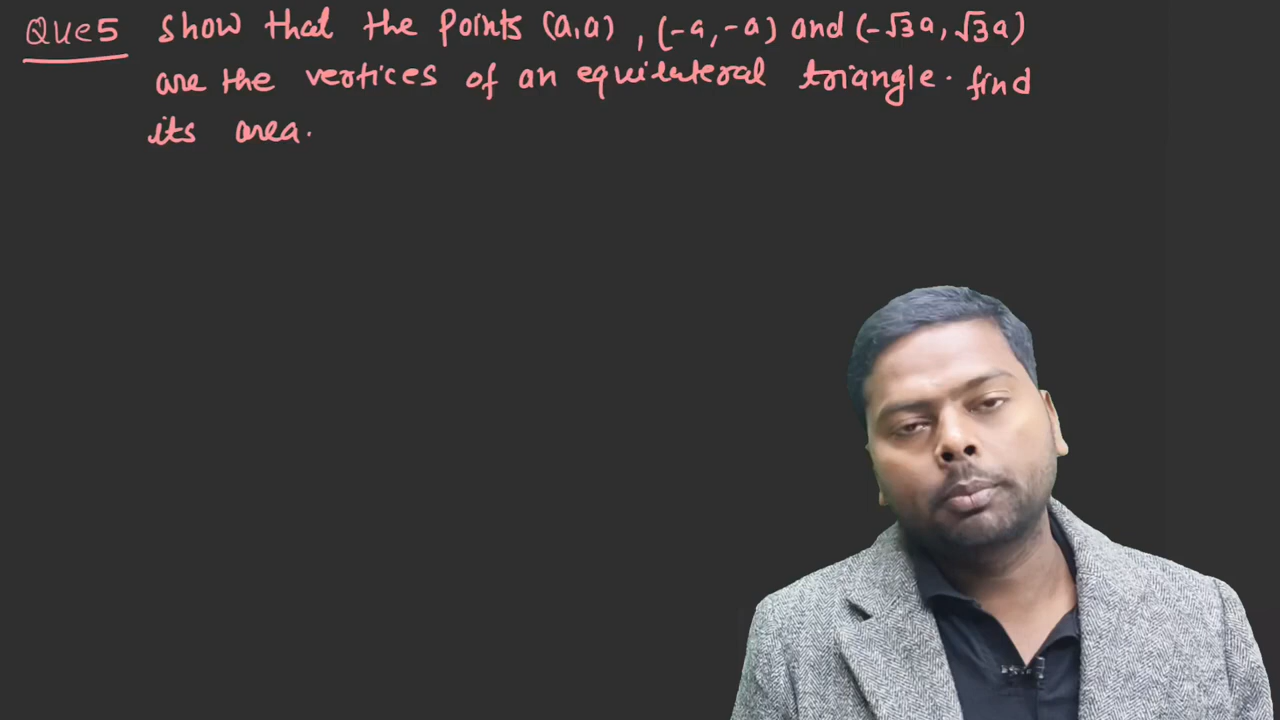 Que5 Show that the points (a,a), (-a,-a) and (-√3a, √3a)
are the vertices of an equilateral triangle. find
its area.